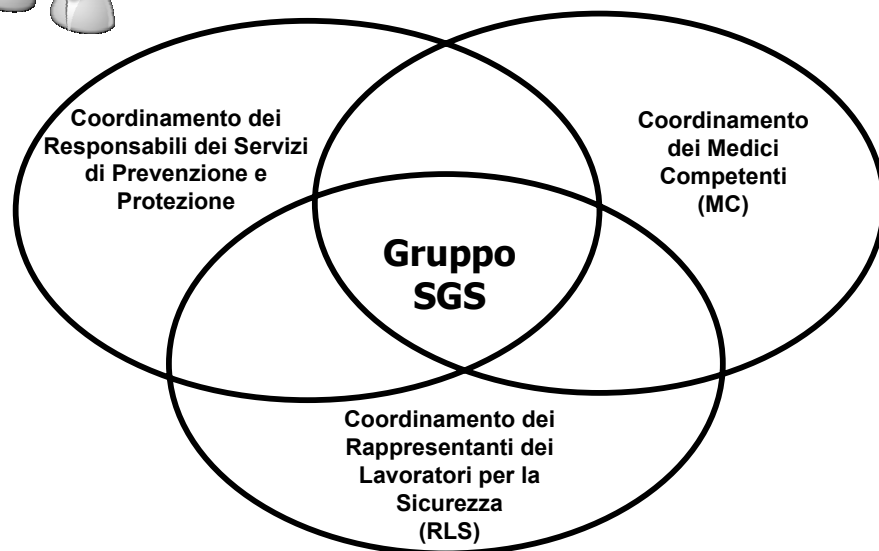 Coordinamento dei
Responsabili dei Servizi
di Prevenzione e
Protezione
Coordinamento
dei Medici
Competenti
(MC)
Gruppo
SGS
Coordinamento dei
Rappresentanti dei
Lavoratori per la
Sicurezza
(RLS)